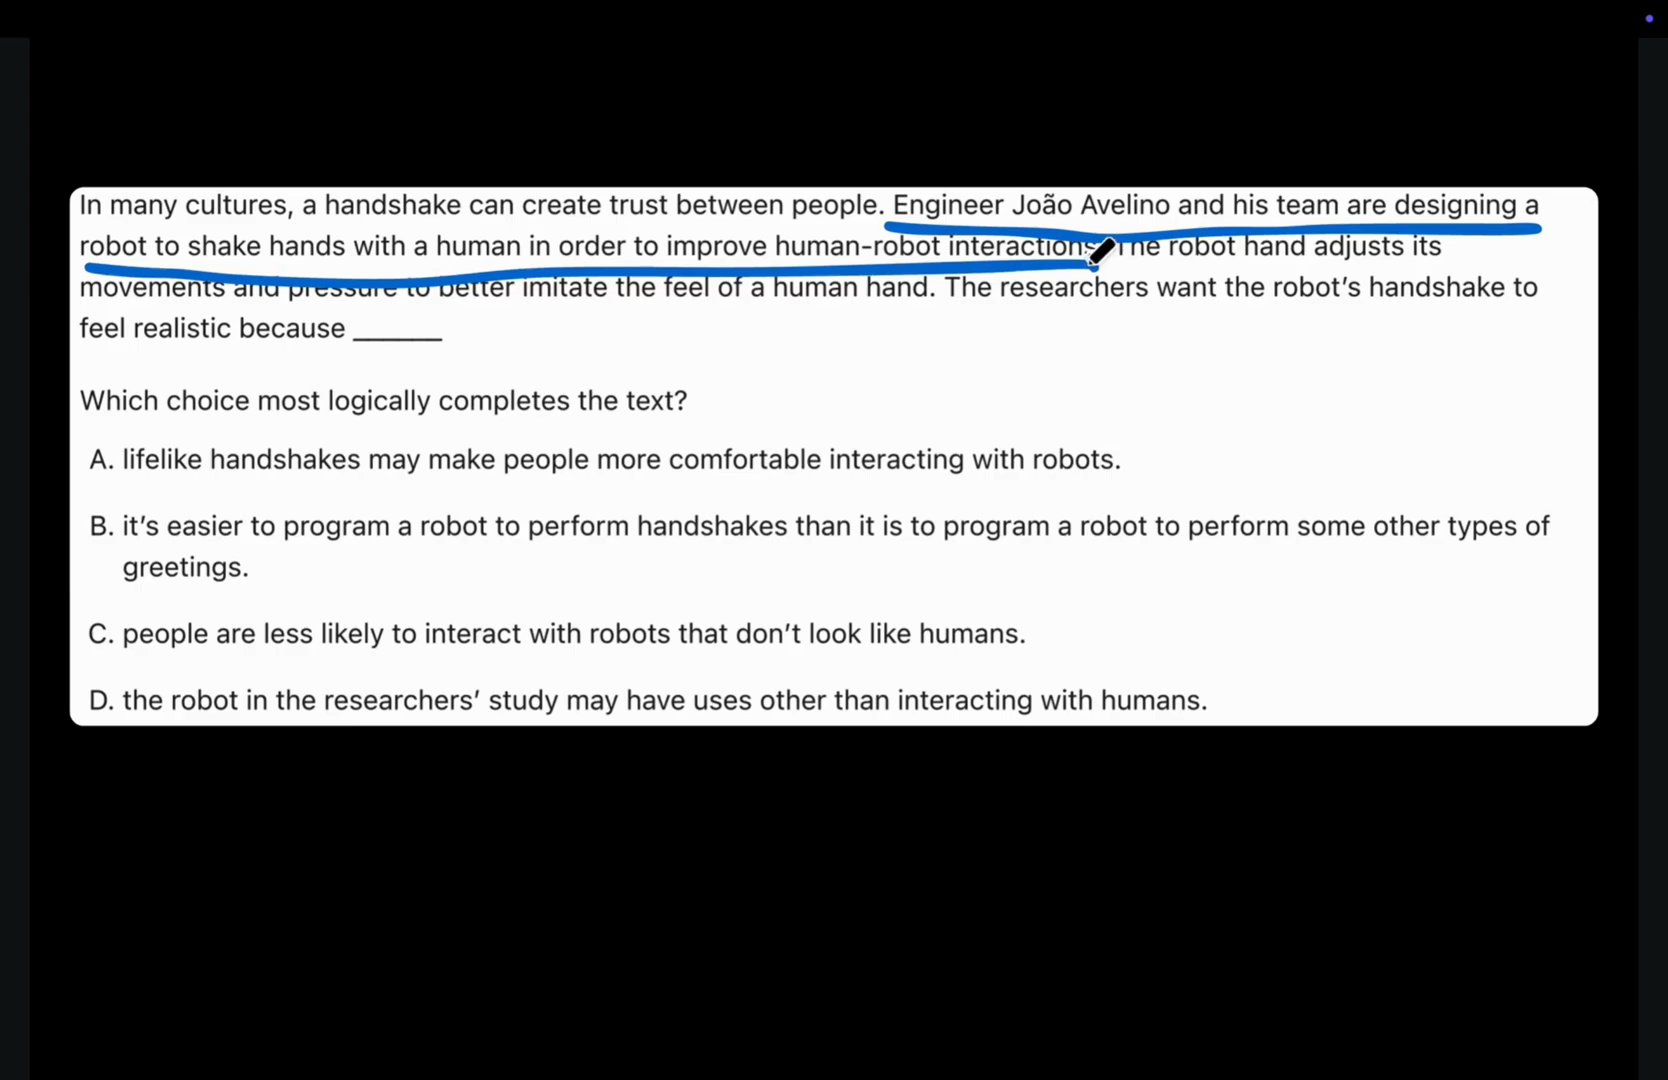 In many cultures, a handshake can create trust between people. Engineer João Avelino and his team are designing a
robot to shake hands with a human in order to improve human-robot interactions. The robot hand adjusts its
movements and pressure to better imitate the feel of a human hand. The researchers want the robot’s handshake to
feel realistic because ______
Which choice most logically completes the text?
A. lifelike handshakes may make people more comfortable interacting with robots.
B. it’s easier to program a robot to perform handshakes than it is to program a robot to perform some other types of
greetings.
C. people are less likely to interact with robots that don’t look like humans.
D. the robot in the researchers’ study may have uses other than interacting with humans.